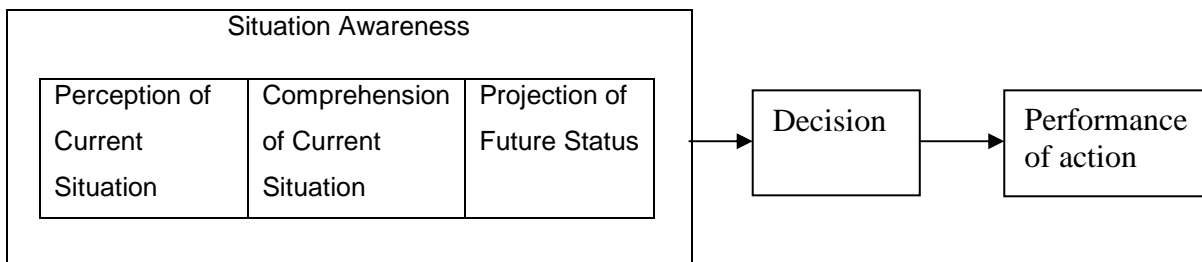 Situation Awareness
Perception of
Current
Situation
Comprehension
of Current
Situation
Projection of
Future Status
Decision
Performance
of action